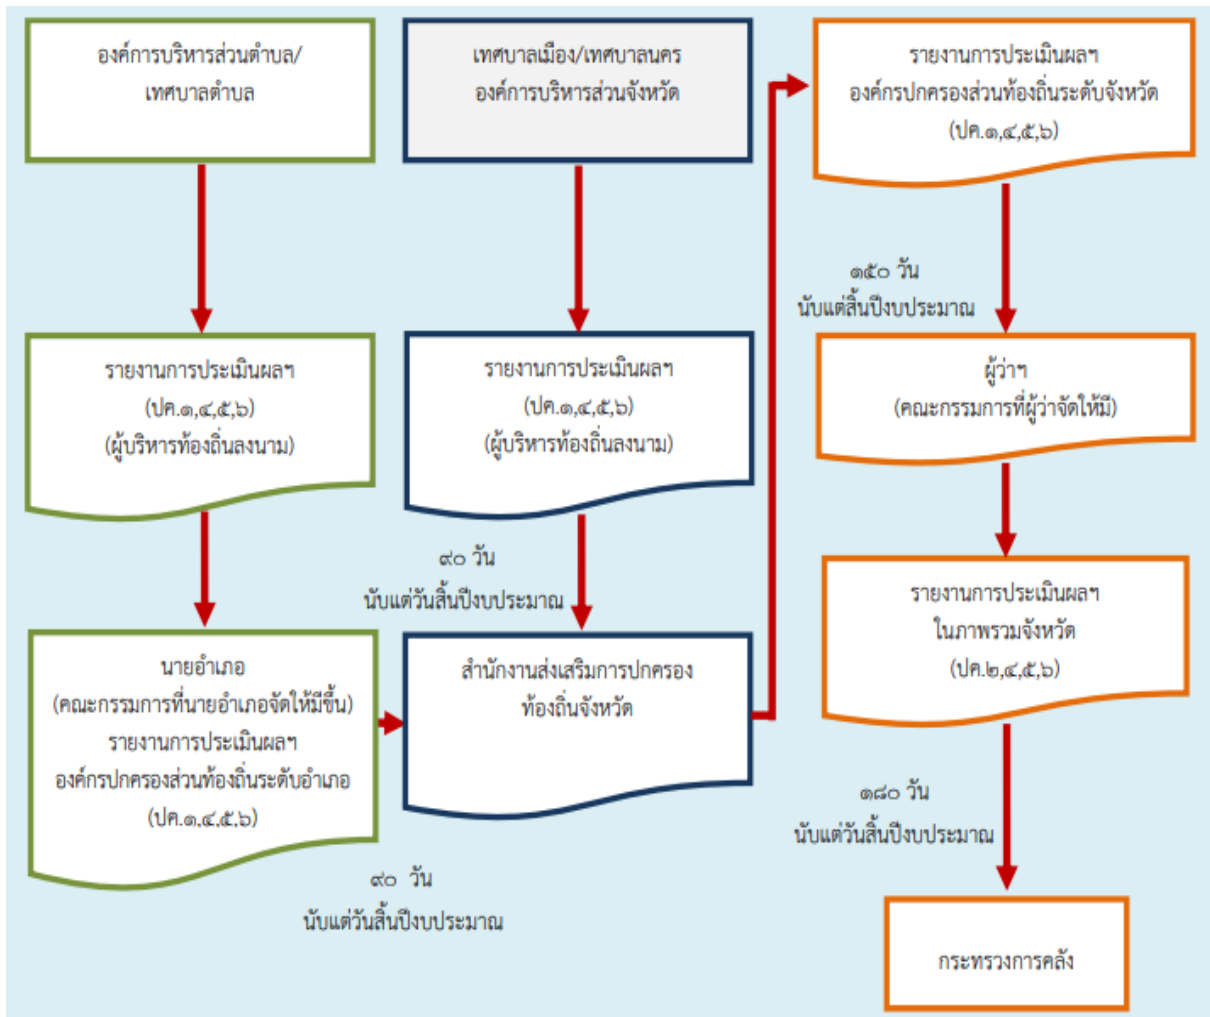 องค์การบริหารส่วนตำบล/
เทศบาลตำบล
รายงานการประเมินผลฯ
(ปค.๑,๔,๕,๖)
(ผู้บริหารท้องถิ่นลงนาม)
นายอำเภอ
(คณะกรรมการที่นายอำเภอจัดให้มีขึ้น)
รายงานการประเมินผลฯ
องค์กรปกครองส่วนท้องถิ่นระดับอำเภอ
(ปค.๑,๔,๕,๖)
๙๐ วัน
นับแต่วันสิ้นปีงบประมาณ
เทศบาลเมือง/เทศบาลนคร
องค์การบริหารส่วนจังหวัด
รายงานการประเมินผลฯ
(ปค.๑,๔,๕,๖)
(ผู้บริหารท้องถิ่นลงนาม)
๙๐ วัน
นับแต่วันสิ้นปีงบประมาณ
สำนักงานส่งเสริมการปกครอง
ท้องถิ่นจังหวัด
รายงานการประเมินผลฯ
องค์กรปกครองส่วนท้องถิ่นระดับจังหวัด
(ปค.๑,๔,๕,๖)
๑๕๐ วัน
นับแต่สิ้นปีงบประมาณ
ผู้ว่าฯ
(คณะกรรมการที่ผู้ว่าจัดให้มี)
รายงานการประเมินผลฯ
ในภาพรวมจังหวัด
(ปค.๒,๔,๕,๖)
๑๘๐ วัน
นับแต่วันสิ้นปีงบประมาณ
กระทรวงการคลัง